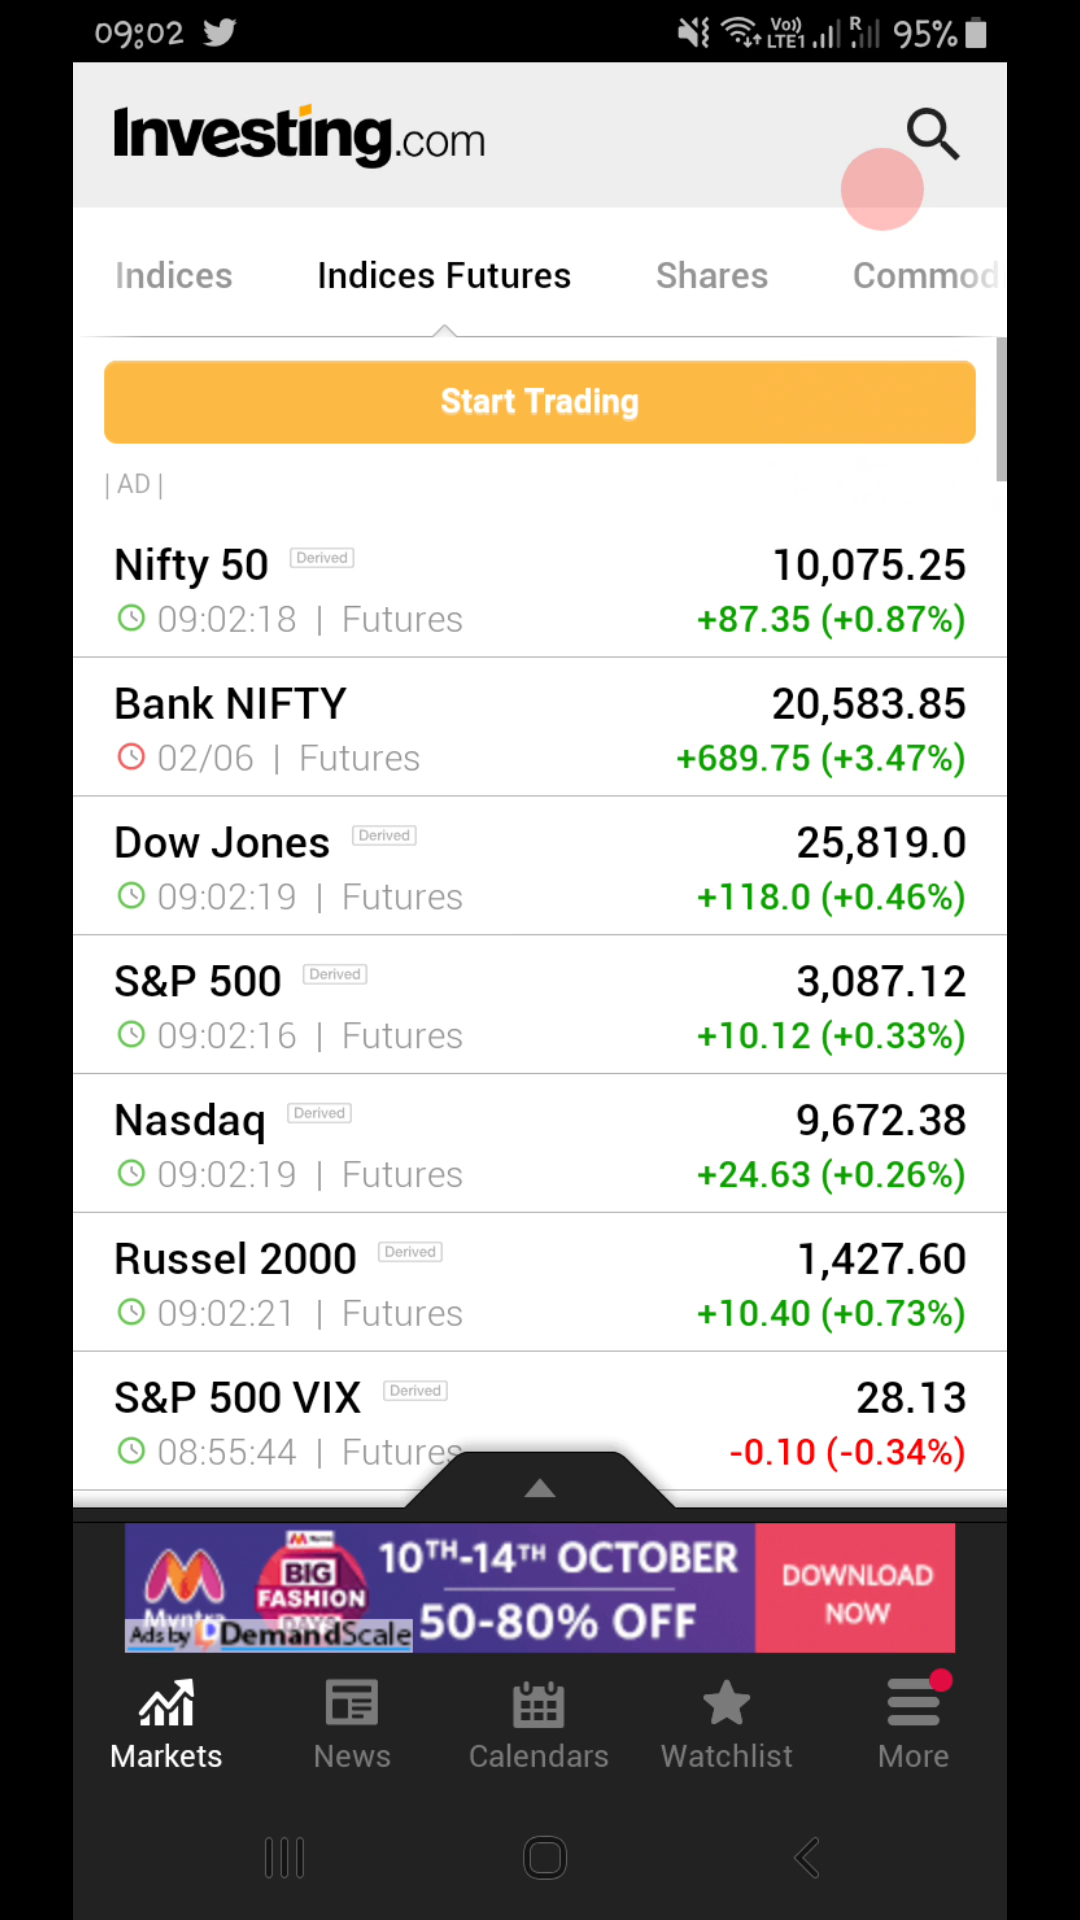 09:02
Vo)) LTE1 R 95%
Investing.com
Indices Indices Futures Shares Commod
Start Trading
| AD |
Nifty 50 Derived 10,075.25
09:02:18 | Futures +87.35 (+0.87%)
Bank NIFTY 20,583.85
02/06 | Futures +689.75 (+3.47%)
Dow Jones Derived 25,819.0
09:02:19 | Futures +118.0 (+0.46%)
S&P 500 Derived 3,087.12
09:02:16 | Futures +10.12 (+0.33%)
Nasdaq Derived 9,672.38
09:02:19 | Futures +24.63 (+0.26%)
Russel 2000 Derived 1,427.60
09:02:21 | Futures +10.40 (+0.73%)
S&P 500 VIX Derived 28.13
08:55:44 | Futures -0.10 (-0.34%)
Myntra
BIG
FASHION
DAYS
10TH-14TH OCTOBER
50-80% OFF
DOWNLOAD
NOW
Ads by DemandScale
Markets News Calendars Watchlist More